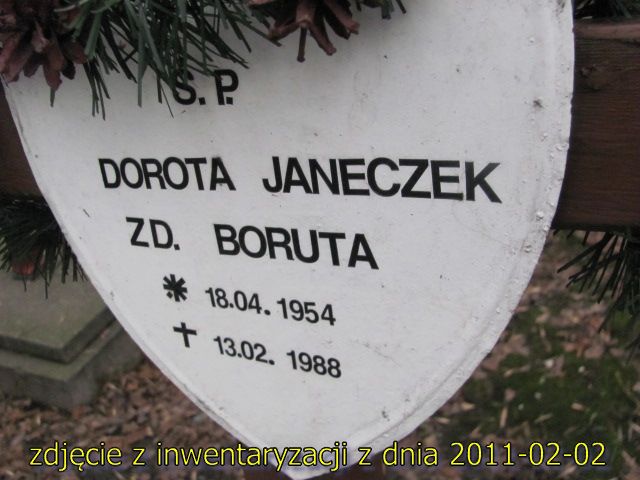 Ś. P.
DOROTA JANECZEK
ZD. BORUTA
* 18.04.1954
✝ 13.02.1988
zdjęcie z inwentaryzacji z dnia 2011-02-02